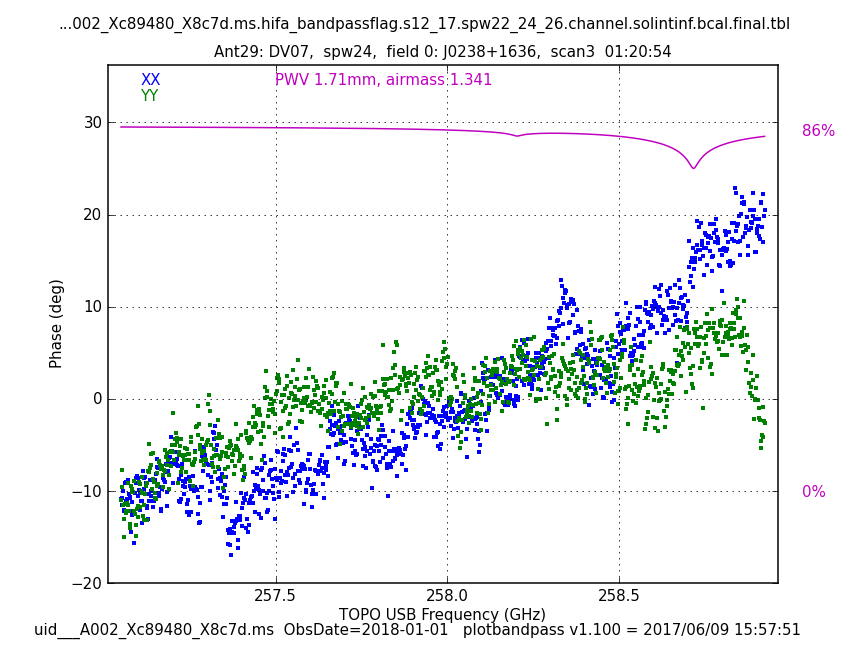 ...002_Xc89480_X8c7d.ms.hifa_bandpassflag.s12_17.spw22_24_26.channel.solintinf.bcal.final.tbl
Ant29: DV07,  spw24,  field 0: J0238+1636,  scan3  01:20:54
XX
PWV 1.71mm, airmass 1.341
YY
30
86%
20
10
Phase (deg)
0
−10
0%
−20
257.5
258.0
258.5
TOPO USB Frequency (GHz)
uid___A002_Xc89480_X8c7d.ms  ObsDate=2018-01-01   plotbandpass v1.100 = 2017/06/09 15:57:51